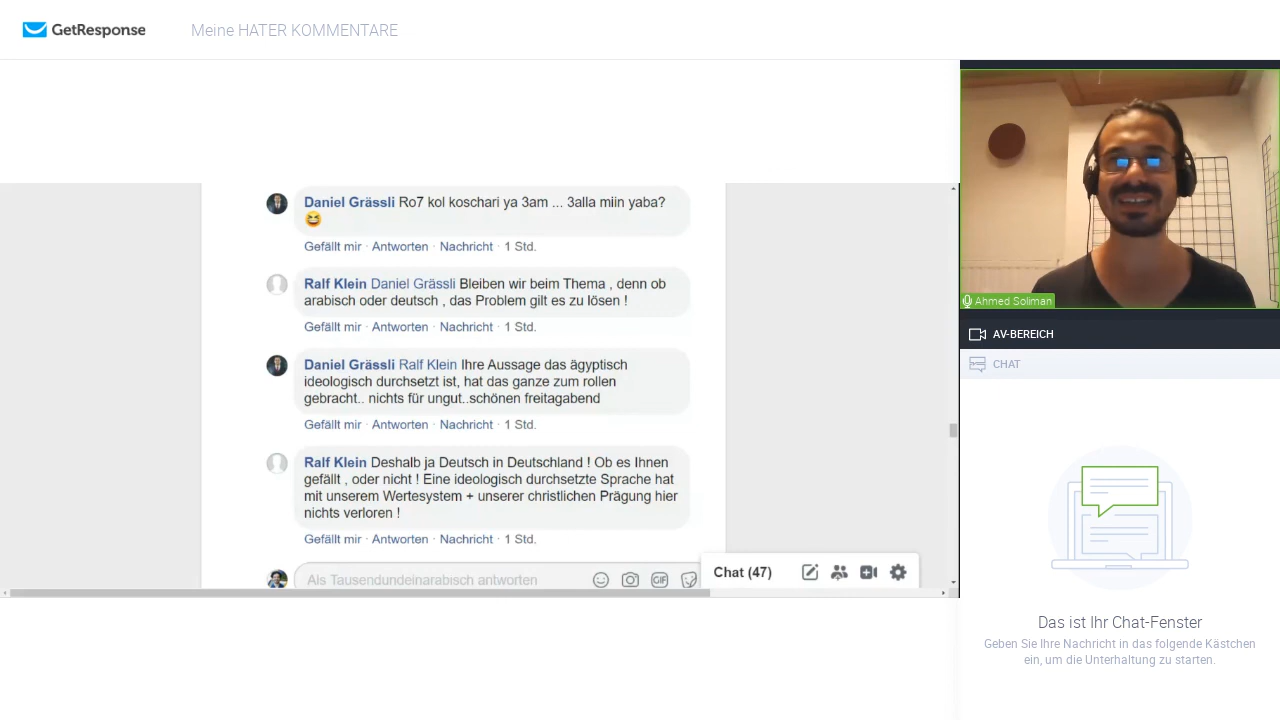 GetResponse
Meine HATER KOMMENTARE
Daniel Grässli Ro7 kol koschari ya 3am ... 3alla miin yaba?
😆
Gefällt mir · Antworten · Nachricht · 1 Std.
Ralf Klein Daniel Grässli Bleiben wir beim Thema , denn ob
arabisch oder deutsch , das Problem gilt es zu lösen !
Gefällt mir · Antworten · Nachricht · 1 Std.
Daniel Grässli Ralf Klein Ihre Aussage das ägyptisch
ideologisch durchsetzt ist, hat das ganze zum rollen
gebracht.. nichts für ungut..schönen freitagabend
Gefällt mir · Antworten · Nachricht · 1 Std.
Ralf Klein Deshalb ja Deutsch in Deutschland ! Ob es Ihnen
gefällt , oder nicht ! Eine ideologisch durchsetzte Sprache hat
mit unserem Wertesystem + unserer christlichen Prägung hier
nichts verloren !
Gefällt mir · Antworten · Nachricht · 1 Std.
Als Tausendundeinarabisch antworten
GIF
Chat (47)
Ahmed Soliman
AV-BEREICH
CHAT
Das ist Ihr Chat-Fenster
Geben Sie Ihre Nachricht in das folgende Kästchen
ein, um die Unterhaltung zu starten.